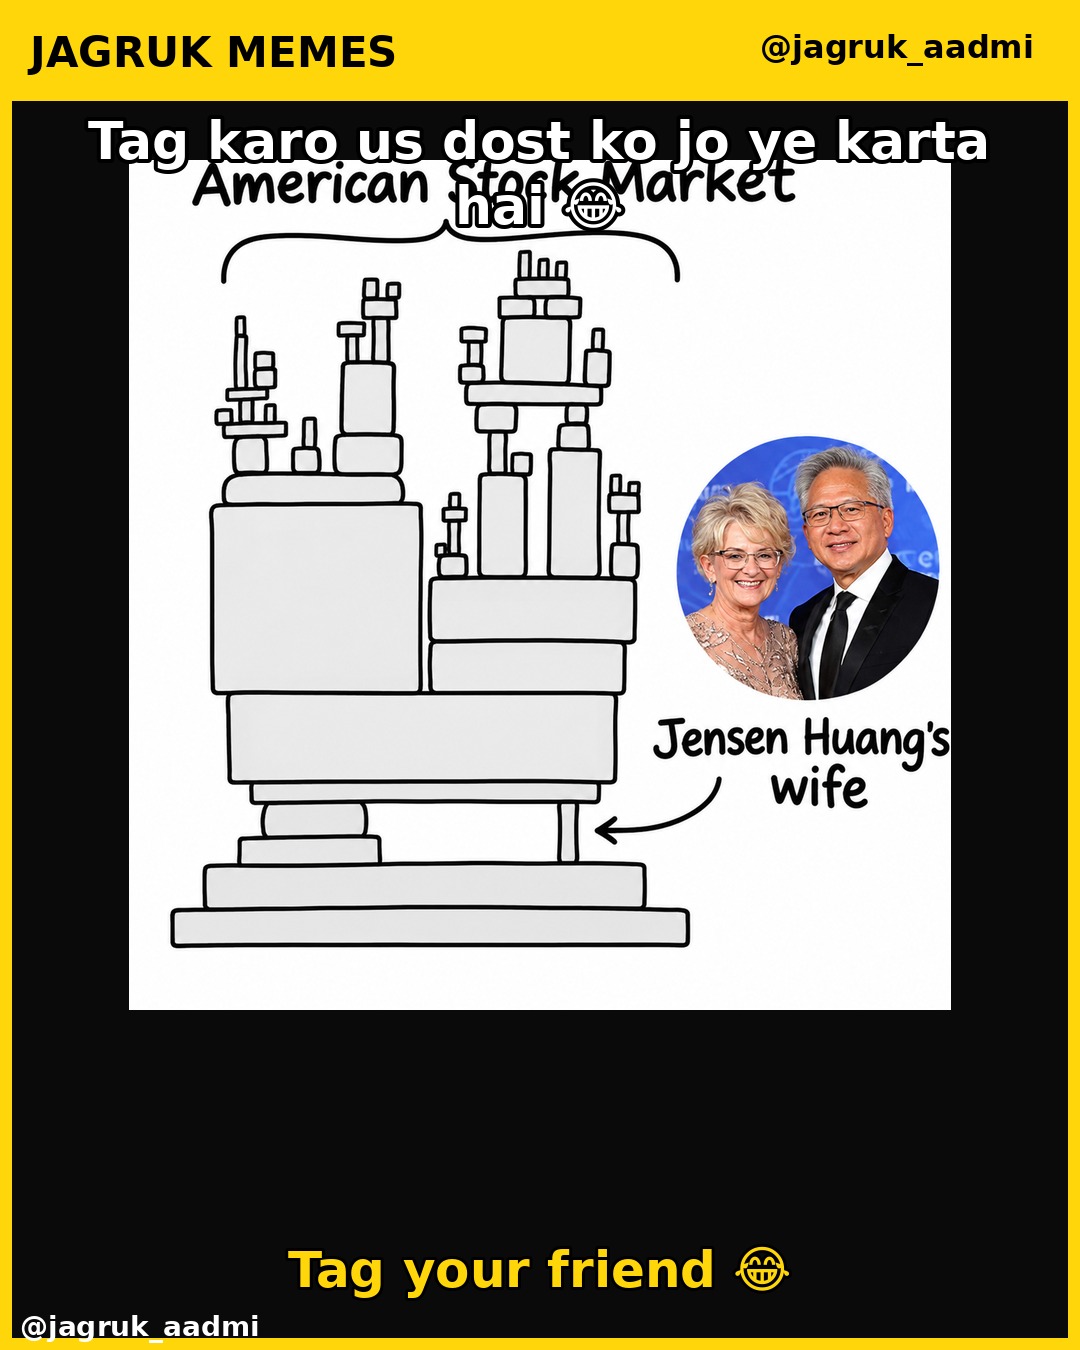 JAGRUK MEMES
@jagruk_aadmi
Tag karo us dost ko jo ye karta
hai 😂
American Stock Market
Jensen Huang's
wife
Tag your friend 😂
@jagruk_aadmi